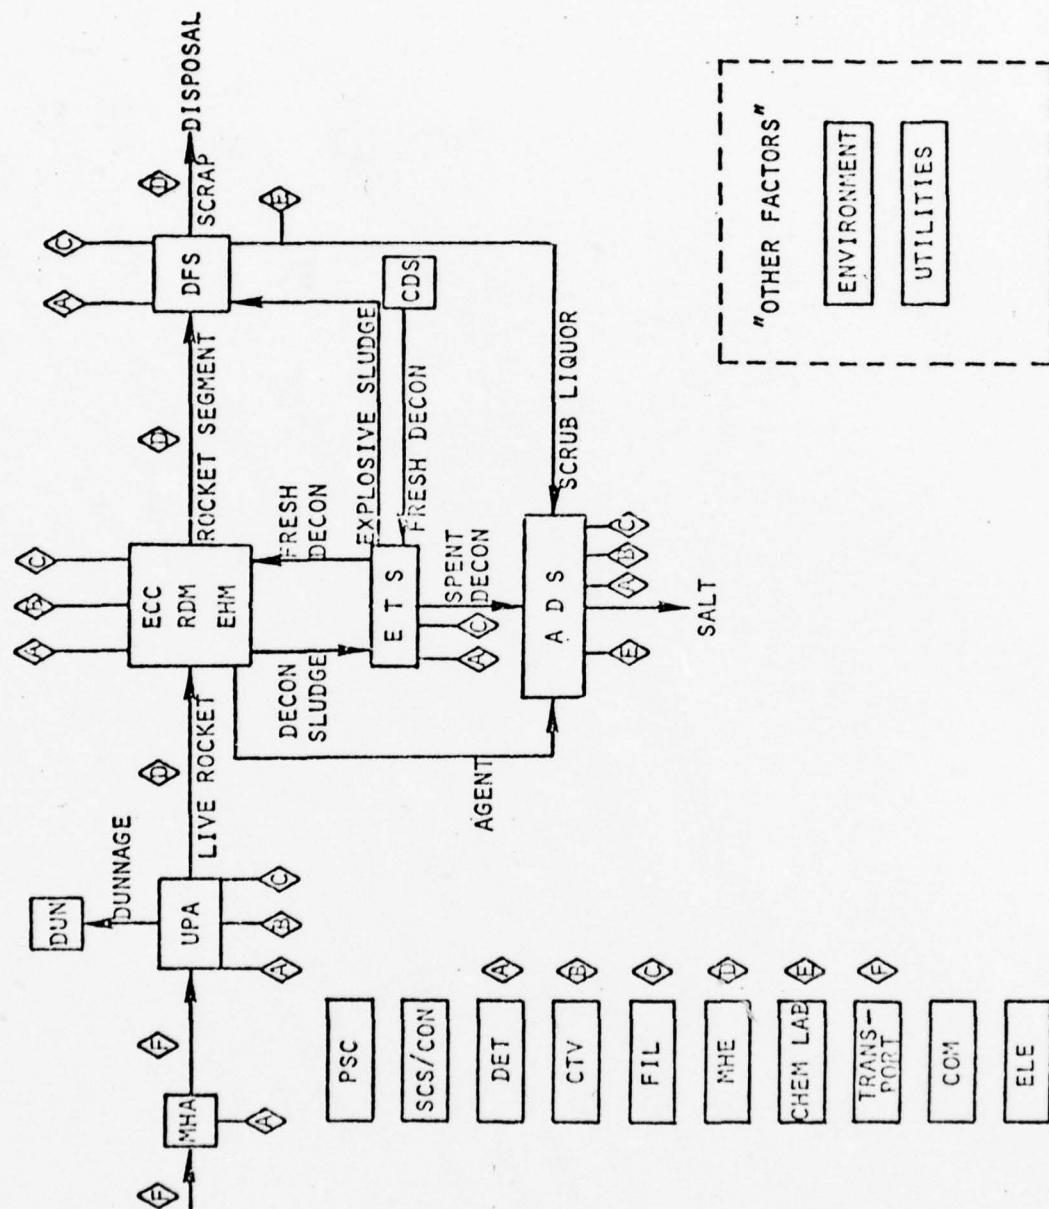 F
MHA
A
F
DUN
DUNNAGE
UPA
A
B
C
D
LIVE ROCKET
A
B
C
ECC
RDM
EHM
D
ROCKET SEGMENT
A
C
DFS
D
SCRAP
DISPOSAL
E
DECON
SLUDGE
FRESH
DECON
EXPLOSIVE SLUDGE
FRESH DECON
CDS
AGENT
E T S
A
C
SPENT
DECON
SCRUB LIQUOR
A D S
E
A
B
C
SALT
PSC
SCS/CON
DET
A
CTV
B
FIL
C
MHE
D
CHEM LAB
E
TRANS-
PORT
F
COM
ELE
"OTHER FACTORS"
ENVIRONMENT
UTILITIES